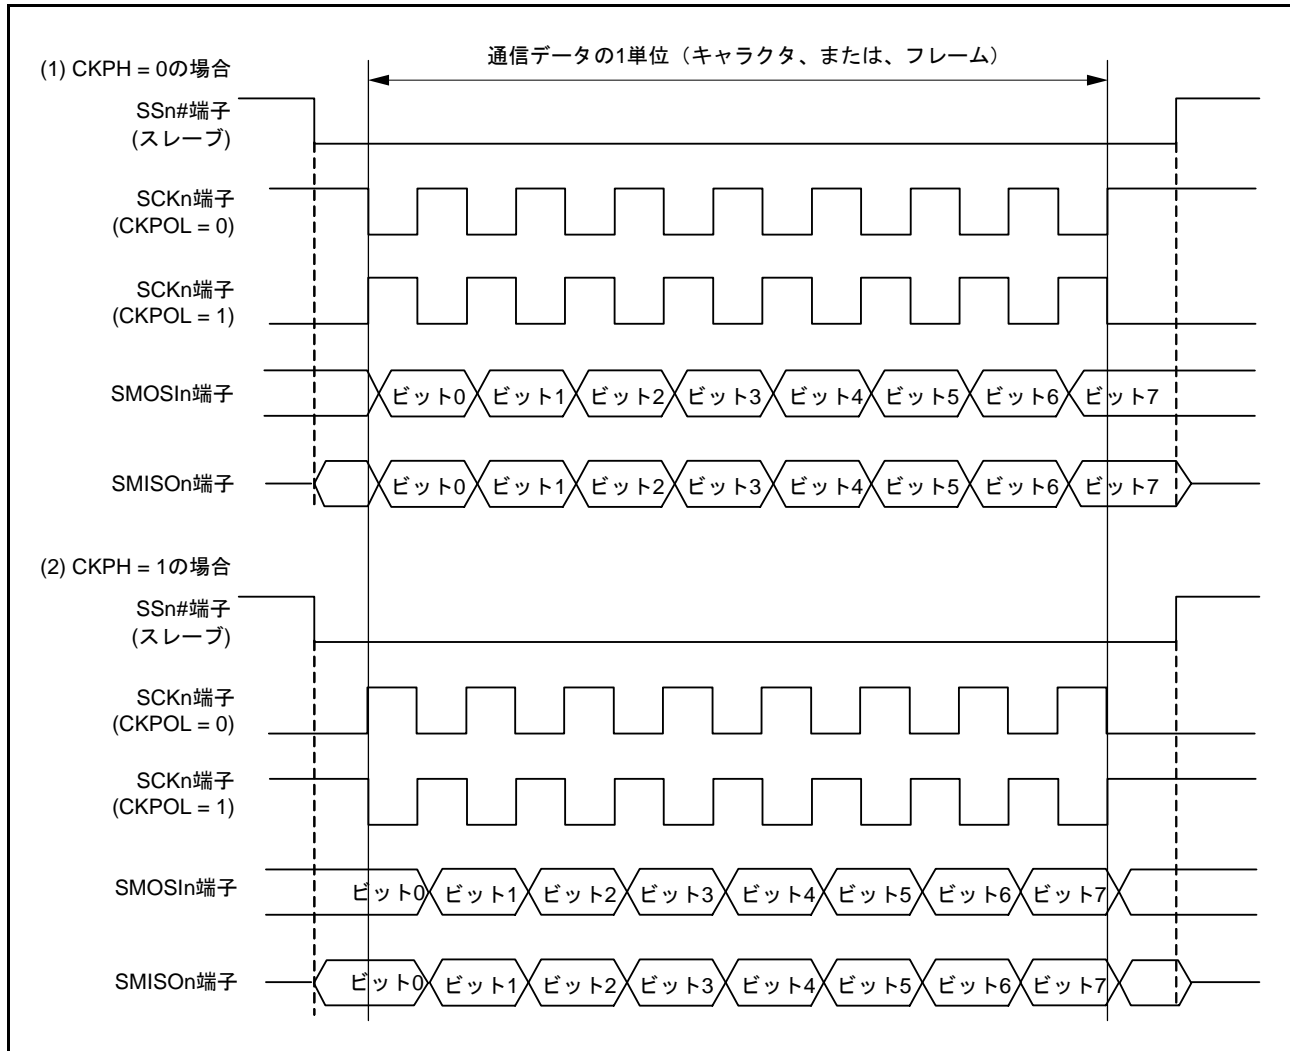 通信データの1単位（キャラクタ、または、フレーム）
(1) CKPH = 0の場合
SSn#端子
(スレーブ)
SCKn端子
(CKPOL = 0)
SCKn端子
(CKPOL = 1)
SMOSIn端子
ビット0 ビット1 ビット2 ビット3 ビット4 ビット5 ビット6 ビット7
SMISOn端子
ビット0 ビット1 ビット2 ビット3 ビット4 ビット5 ビット6 ビット7
(2) CKPH = 1の場合
SSn#端子
(スレーブ)
SCKn端子
(CKPOL = 0)
SCKn端子
(CKPOL = 1)
SMOSIn端子
ビット0 ビット1 ビット2 ビット3 ビット4 ビット5 ビット6 ビット7
SMISOn端子
ビット0 ビット1 ビット2 ビット3 ビット4 ビット5 ビット6 ビット7